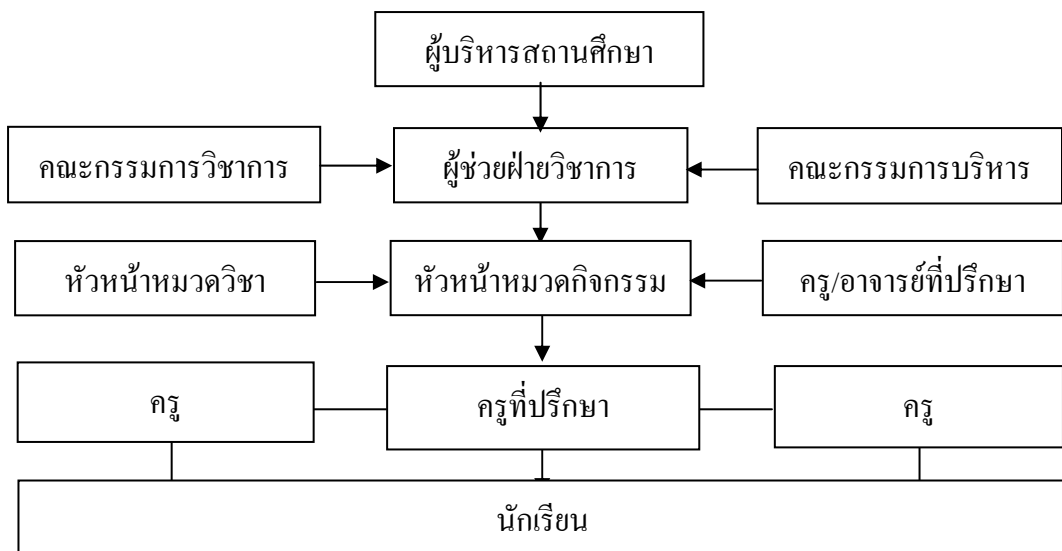 ผู้บริหารสถานศึกษา
คณะกรรมการวิชาการ ผู้ช่วยฝ่ายวิชาการ คณะกรรมการบริหาร
หัวหน้าหมวดวิชา หัวหน้าหมวดกิจกรรม ครู/อาจารย์ที่ปรึกษา
ครู ครูที่ปรึกษา ครู
นักเรียน